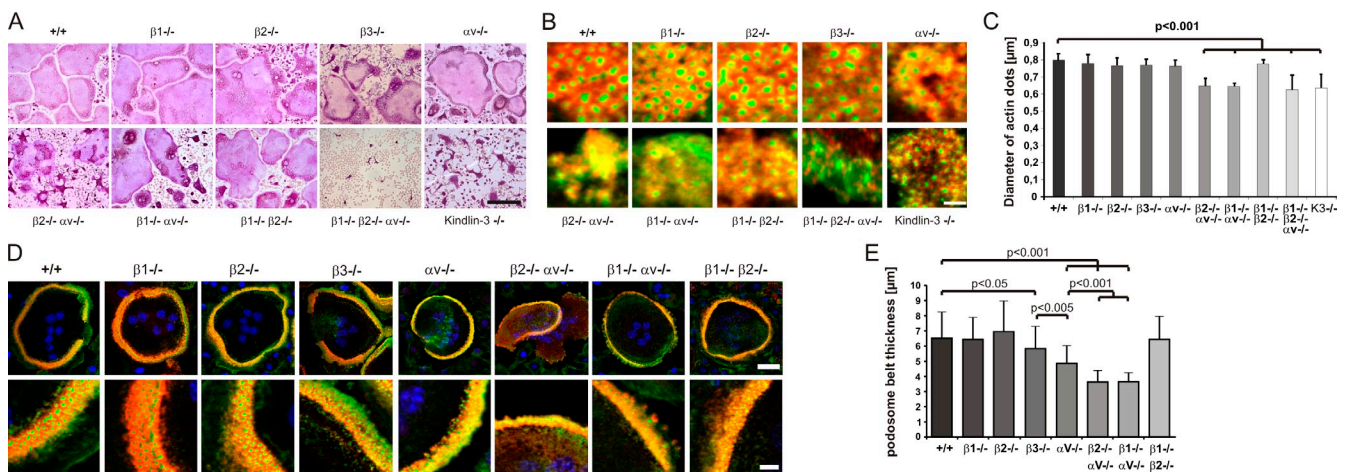 A
+/+ β1-/- β2-/- β3-/- αv-/-
β2-/- αv-/- β1-/- αv-/- β1-/- β2-/- β1-/- β2-/- αv-/- Kindlin-3 -/-
B
+/+ β1-/- β2-/- β3-/- αv-/-
β2-/- αv-/- β1-/- αv-/- β1-/- β2-/- β1-/- β2-/- αv-/- Kindlin-3 -/-
C
p<0.001
Diameter of actin dots [µm]
0,9
0,8
0,7
0,6
0,5
0,4
0,3
0,2
0,1
0
+/+ β1-/- β2-/- β3-/- αv-/- β2-/- β1-/- β1-/- β1-/- K3-/-
αv-/- αv-/- β2-/- β2-/-
αv-/-
D
+/+ β1-/- β2-/- β3-/- αv-/- β2-/- αv-/- β1-/- αv-/- β1-/- β2-/-
E
p<0.001
p<0.05
p<0.001
p<0.005
podosome belt thickness [µm]
10
9
8
7
6
5
4
3
2
1
0
+/+ β1-/- β2-/- β3-/- αV-/- β2-/- β1-/- β1-/-
αV-/- αV-/- β2-/-